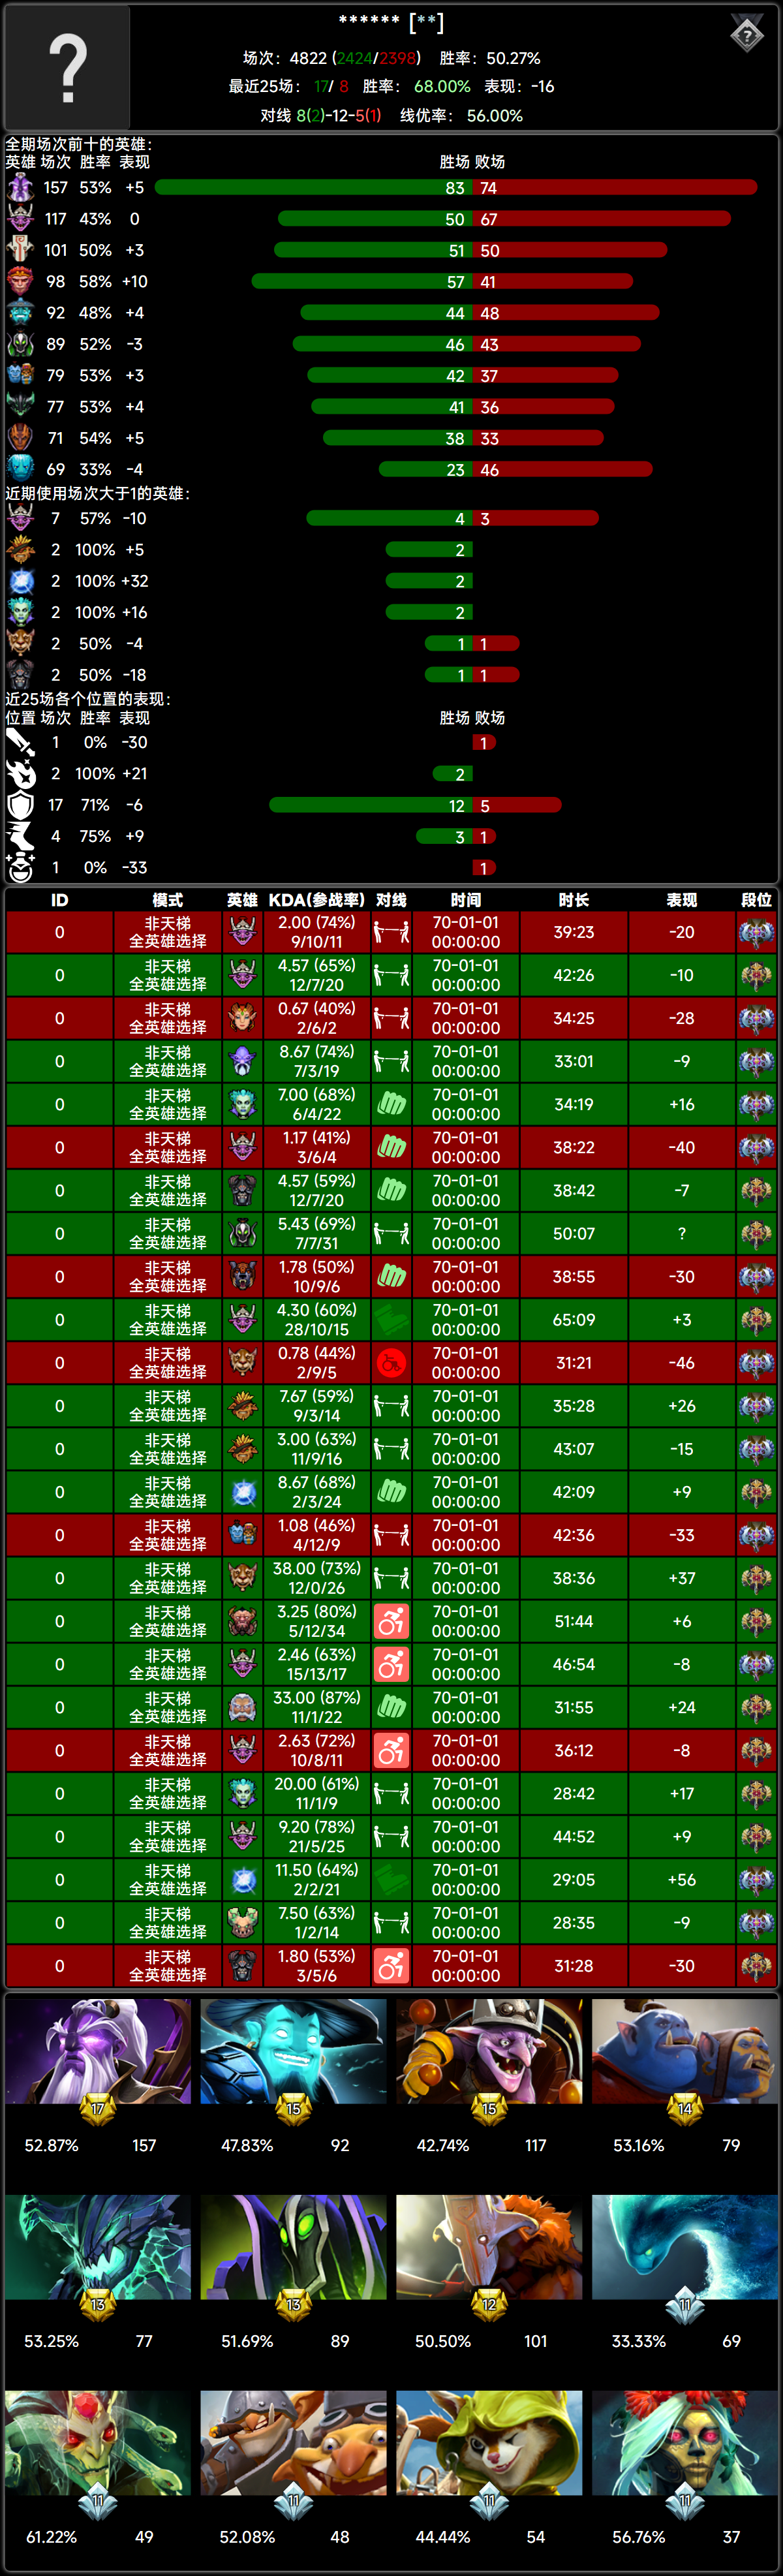 ****** [**]
场次: 4822 (2424/2398) 胜率: 50.27%
最近25场: 17/ 8 胜率: 68.00% 表现: -16
对线 8(2)-12-5(1) 线优率: 56.00%
全期场次前十的英雄:
英雄 场次 胜率 表现 胜场 败场
157 53% +5 83 74
117 43% 0 50 67
101 50% +3 51 50
98 58% +10 57 41
92 48% +4 44 48
89 52% -3 46 43
79 53% +3 42 37
77 53% +4 41 36
71 54% +5 38 33
69 33% -4 23 46
近期使用场次大于1的英雄:
7 57% -10 4 3
2 100% +5 2
2 100% +32 2
2 100% +16 2
2 50% -4 1 1
2 50% -18 1 1
近25场各个位置的表现:
位置 场次 胜率 表现 胜场 败场
1 0% -30 1
2 100% +21 2
17 71% -6 12 5
4 75% +9 3 1
1 0% -33 1
ID 模式 英雄 KDA(参战率) 对线 时间 时长 表现 段位
非天梯 2.00 (74%) 70-01-01
0 39:23 -20
全英雄选择 9/10/11 00:00:00
非天梯 4.57 (65%) 70-01-01
0 42:26 -10
全英雄选择 12/7/20 00:00:00
非天梯 0.67 (40%) 70-01-01
0 34:25 -28
全英雄选择 2/6/2 00:00:00
非天梯 8.67 (74%) 70-01-01
0 33:01 -9
全英雄选择 7/3/19 00:00:00
非天梯 7.00 (68%) 70-01-01
0 34:19 +16
全英雄选择 6/4/22 00:00:00
非天梯 1.17 (41%) 70-01-01
0 38:22 -40
全英雄选择 3/6/4 00:00:00
非天梯 4.57 (59%) 70-01-01
0 38:42 -7
全英雄选择 12/7/20 00:00:00
非天梯 5.43 (69%) 70-01-01
0 50:07 ?
全英雄选择 7/7/31 00:00:00
非天梯 1.78 (50%) 70-01-01
0 38:55 -30
全英雄选择 10/9/6 00:00:00
非天梯 4.30 (60%) 70-01-01
0 65:09 +3
全英雄选择 28/10/15 00:00:00
非天梯 0.78 (44%) 70-01-01
0 31:21 -46
全英雄选择 2/9/5 00:00:00
非天梯 7.67 (59%) 70-01-01
0 35:28 +26
全英雄选择 9/3/14 00:00:00
非天梯 3.00 (63%) 70-01-01
0 43:07 -15
全英雄选择 11/9/16 00:00:00
非天梯 8.67 (68%) 70-01-01
0 42:09 +9
全英雄选择 2/3/24 00:00:00
非天梯 1.08 (46%) 70-01-01
0 42:36 -33
全英雄选择 4/12/9 00:00:00
非天梯 38.00 (73%) 70-01-01
0 38:36 +37
全英雄选择 12/0/26 00:00:00
非天梯 3.25 (80%) 70-01-01
0 51:44 +6
全英雄选择 5/12/34 00:00:00
非天梯 2.46 (63%) 70-01-01
0 46:54 -8
全英雄选择 15/13/17 00:00:00
非天梯 33.00 (87%) 70-01-01
0 31:55 +24
全英雄选择 11/1/22 00:00:00
非天梯 2.63 (72%) 70-01-01
0 36:12 -8
全英雄选择 10/8/11 00:00:00
非天梯 20.00 (61%) 70-01-01
0 28:42 +17
全英雄选择 11/1/9 00:00:00
非天梯 9.20 (78%) 70-01-01
0 44:52 +9
全英雄选择 21/5/25 00:00:00
非天梯 11.50 (64%) 70-01-01
0 29:05 +56
全英雄选择 2/2/21 00:00:00
非天梯 7.50 (63%) 70-01-01
0 28:35 -9
全英雄选择 1/2/14 00:00:00
非天梯 1.80 (53%) 70-01-01
0 31:28 -30
全英雄选择 3/5/6 00:00:00
17 15 15 14
52.87% 157 47.83% 92 42.74% 117 53.16% 79
13 13 12 11
53.25% 77 51.69% 89 50.50% 101 33.33% 69
11 11 11 11
61.22% 49 52.08% 48 44.44% 54 56.76% 37